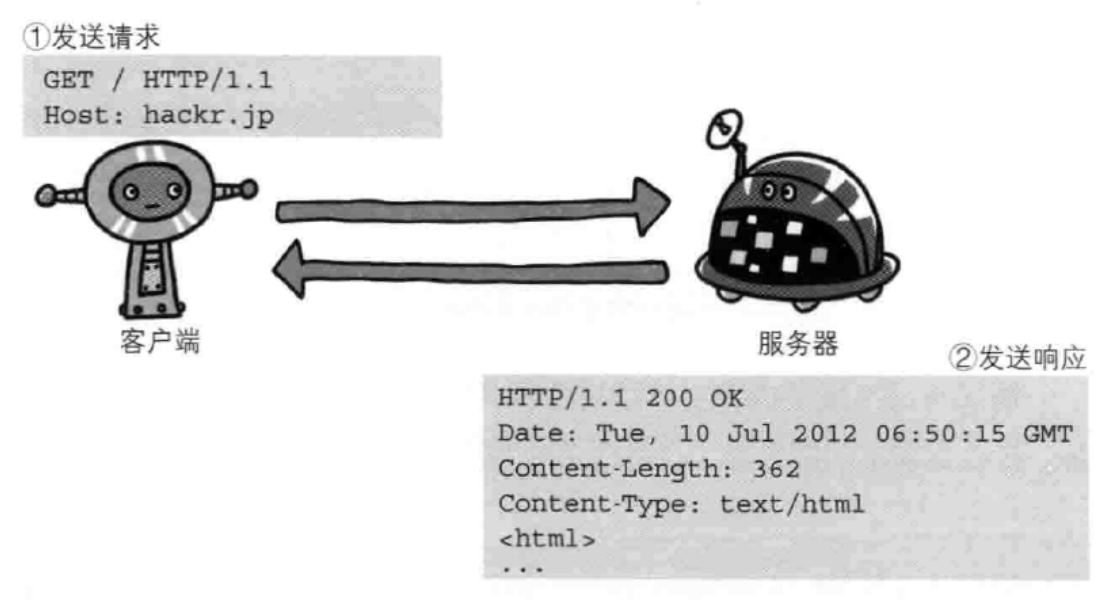 ①发送请求
GET / HTTP/1.1
Host: hackr.jp
客户端
服务器
②发送响应
HTTP/1.1 200 OK
Date: Tue, 10 Jul 2012 06:50:15 GMT
Content-Length: 362
Content-Type: text/html
<html>
...